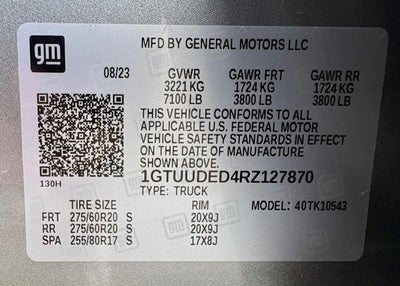 gm
MFD BY GENERAL MOTORS LLC
08/23 GVWR GAWR FRT GAWR RR
3221 KG 1724 KG 1724 KG
7100 LB 3800 LB 3800 LB
THIS VEHICLE CONFORMS TO ALL
APPLICABLE U.S. FEDERAL MOTOR
VEHICLE SAFETY STANDARDS IN EFFECT
ON THE DATE OF MANUFACTURE
SHOWN ABOVE.
1GTUUDED4RZ127870
130H TYPE: TRUCK
TIRE SIZE RIM MODEL: 40TK10543
FRT 275/60R20 S 20X9J
RR 275/60R20 S 20X9J
SPA 255/80R17 S 17X8J